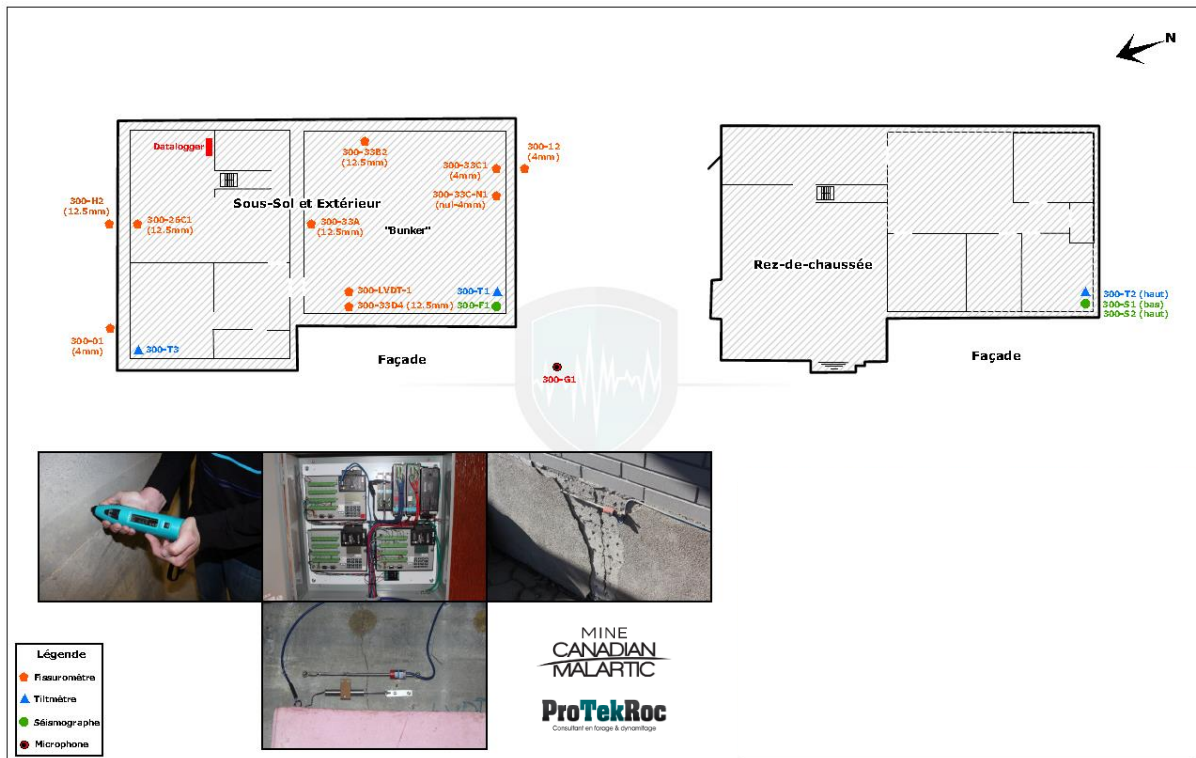 N
Datalogger
300-33B2
(12.5mm)
300-33C1
(4mm)
300-12
(4mm)
300-33C-N1
(nul-4mm)
300-H2
(12.5mm)
300-26C1
(12.5mm)
Sous-Sol et Extérieur
300-33A
(12.5mm)
"Bunker"
300-LVDT-1
300-T1
300-33D4 (12.5mm)
300-F1
300-01
(4mm)
300-T3
Façade
300-G1
Rez-de-chaussée
300-T2 (haut)
300-S1 (bas)
300-S2 (haut)
Façade
Légende
Fissuromètre
Tiltmètre
Séismographe
Microphone
MINE
CANADIAN
MALARTIC
ProTekRoc
Consultant en forage & dynamitage